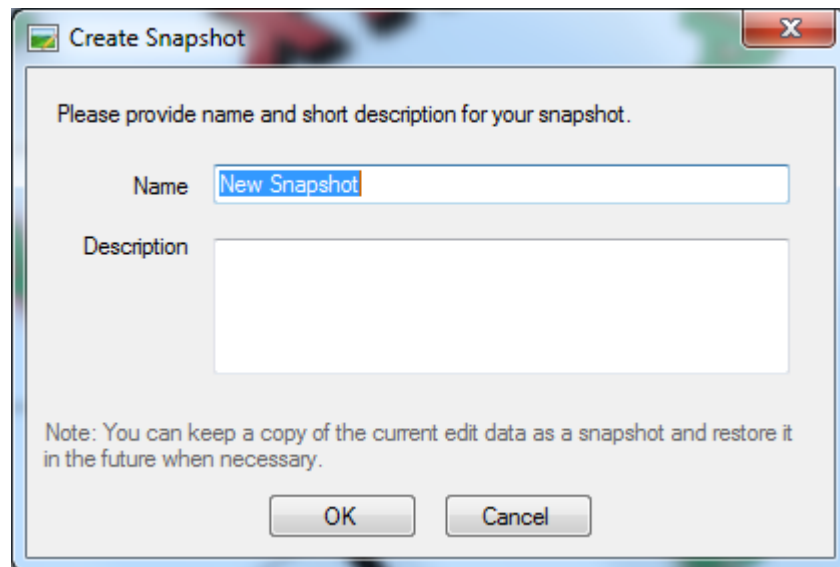 Create Snapshot
Please provide name and short description for your snapshot.
Name
New Snapshot
Description
Note: You can keep a copy of the current edit data as a snapshot and restore it
in the future when necessary.
OK
Cancel